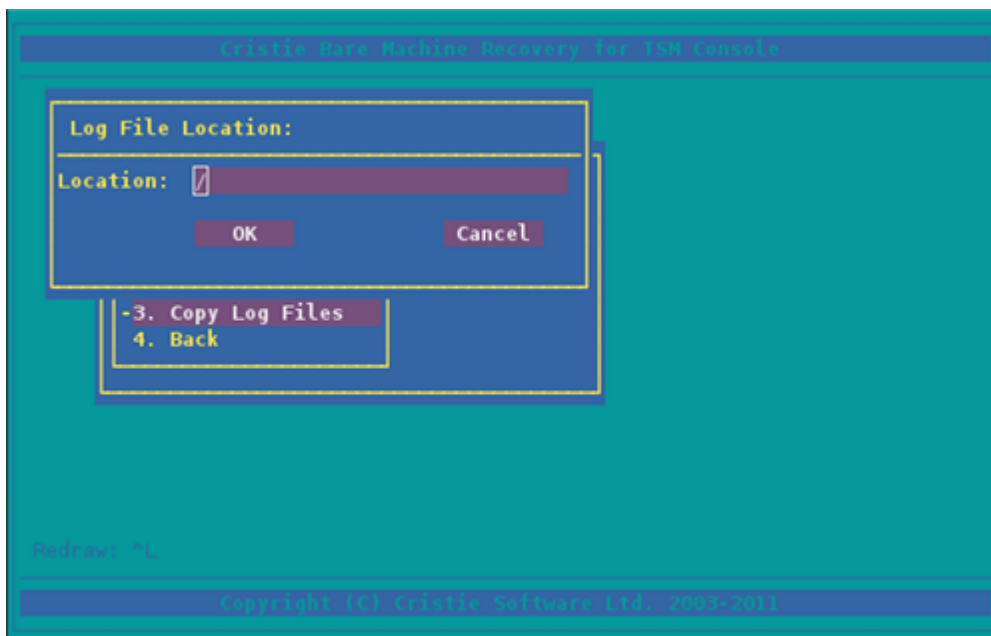 Cristie Bare Machine Recovery for TSM Console
Log File Location:
Location: /
OK Cancel
-3. Copy Log Files
4. Back
Redraw: ^L
Copyright (C) Cristie Software Ltd. 2003-2011